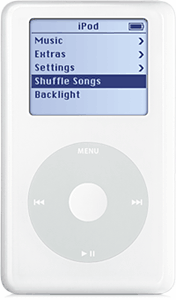 iPod
Music >
Extras >
Settings >
Shuffle Songs
Backlight
MENU